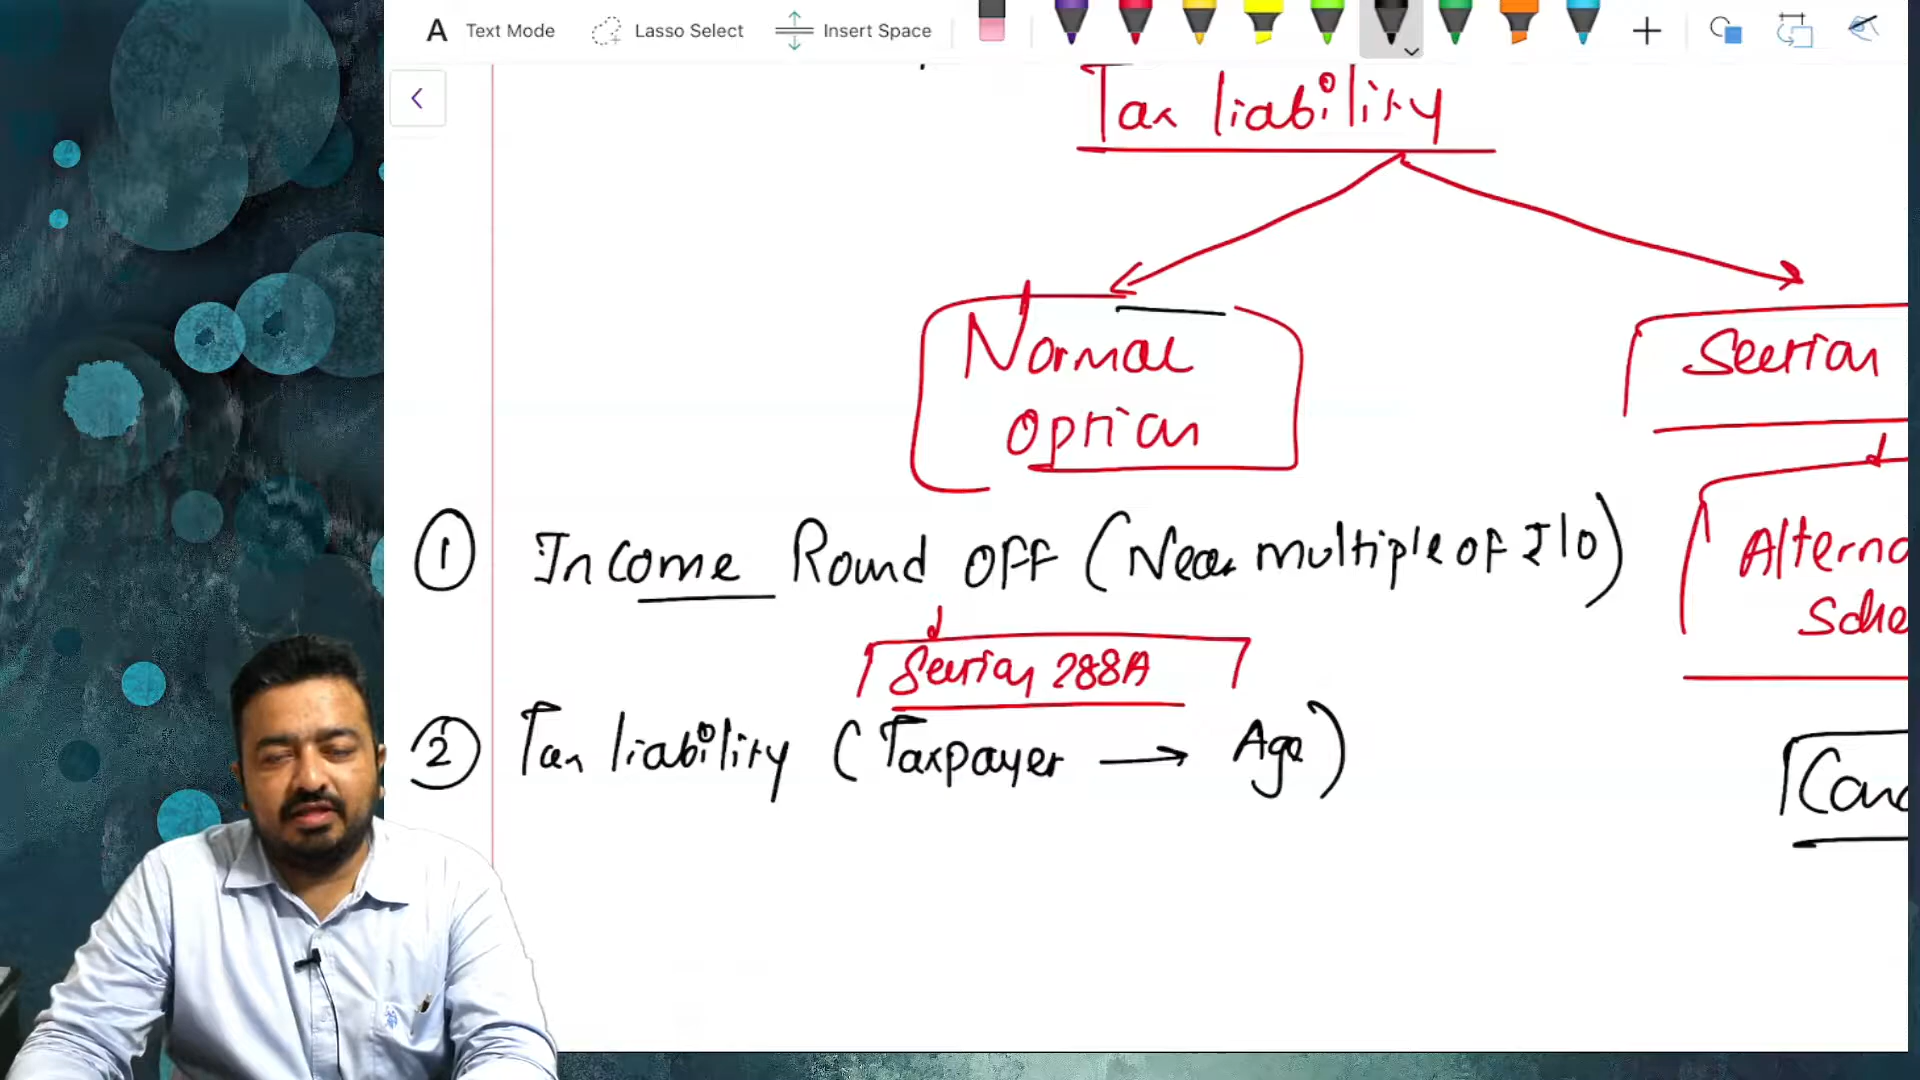 Text Mode
Lasso Select
Insert Space
Tax liability
Normal
Option
Section
① Income Round off (Near multiple of ₹10)
Alterna
Sche
Section 288A
② Tax liability (Taxpayer → Age)
Con